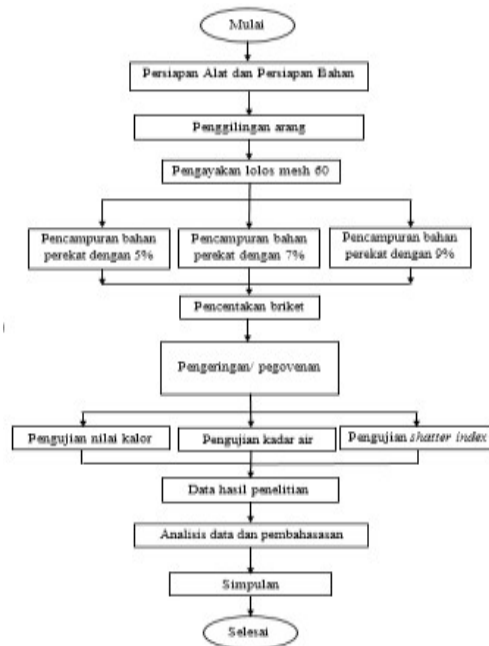 Mulai
Persiapan Alat dan Persiapan Bahan
Penggilingan arang
Pengayakan lolos mesh 60
Pencampuran bahan
perekat dengan 5%
Pencampuran bahan
perekat dengan 7%
Pencampuran bahan
perekat dengan 9%
Pencentakan briket
Pengeringan/ pegovenan
Pengujian nilai kalor
Pengujian kadar air
Pengujian shatter index
Data hasil penelitian
Analisis data dan pembahasasan
Simpulan
Selesai